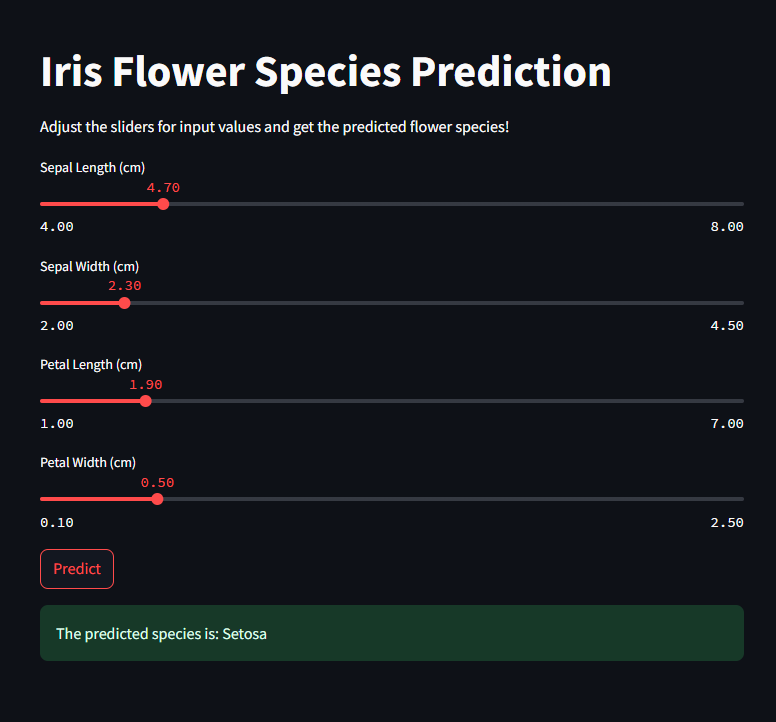 Iris Flower Species Prediction
Adjust the sliders for input values and get the predicted flower species!
Sepal Length (cm)
4.70
4.00 8.00
Sepal Width (cm)
2.30
2.00 4.50
Petal Length (cm)
1.90
1.00 7.00
Petal Width (cm)
0.50
0.10 2.50
Predict
The predicted species is: Setosa